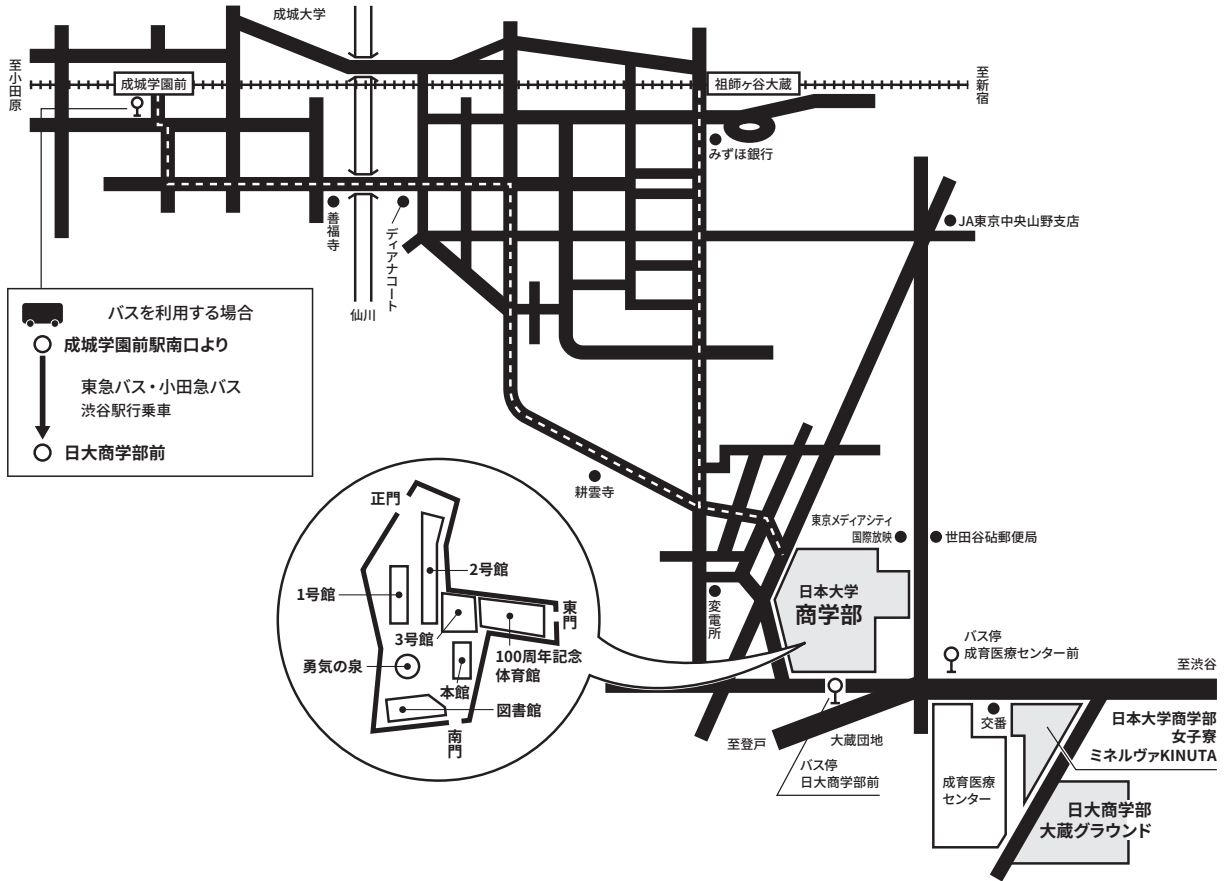 成城大学
至小田原
成城学園前
祖師ヶ谷大蔵
至新宿
みずほ銀行
JA東京中央山野支店
善福寺
ディアナコート
仙川
バスを利用する場合
成城学園前駅南口より
東急バス・小田急バス
渋谷駅行乗車
日大商学部前
耕雲寺
東京メディアシティ
国際放映
世田谷砧郵便局
正門
2号館
1号館
3号館
東門
100周年記念
体育館
勇気の泉
本館
図書館
南門
変電所
日本大学
商学部
バス停
成育医療センター前
至渋谷
交番
日本大学商学部
女子寮
ミネルヴァKINUTA
至登戸
大蔵団地
バス停
日大商学部前
成育医療
センター
日大商学部
大蔵グラウンド